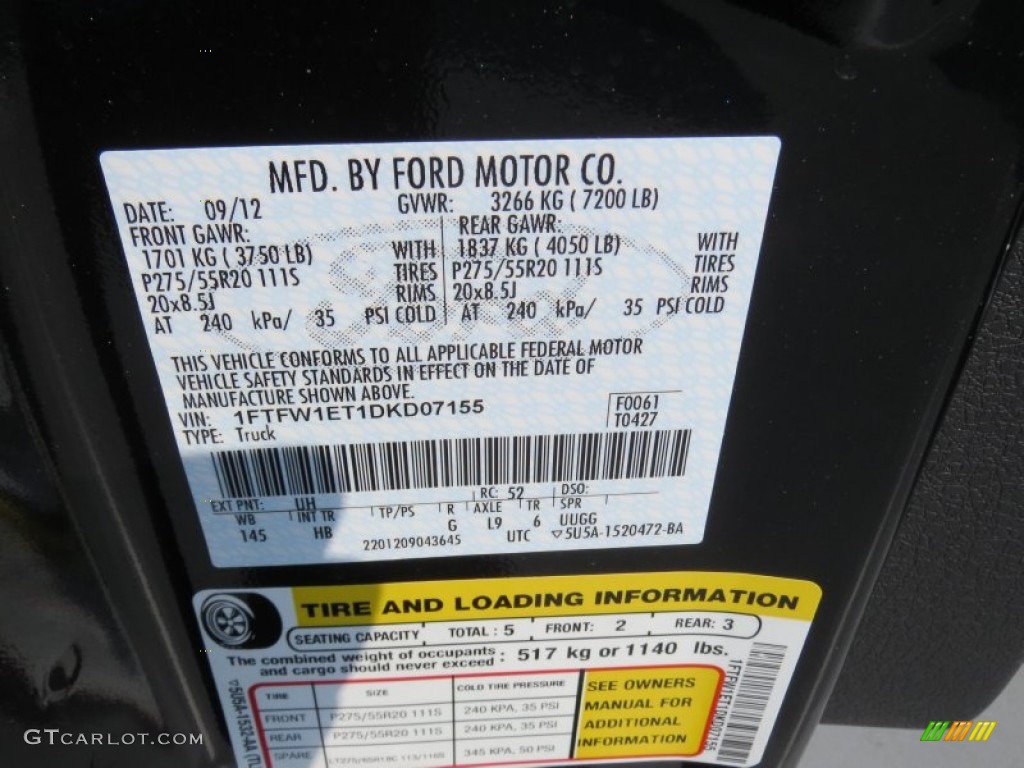 MFD. BY FORD MOTOR CO.
DATE: 09/12 GVWR: 3266 KG ( 7200 LB)
FRONT GAWR: REAR GAWR:
1701 KG ( 3750 LB) WITH 1837 KG ( 4050 LB) WITH
P275/55R20 111S TIRES P275/55R20 111S TIRES
20x8.5J RIMS 20x8.5J RIMS
AT 240 kPa/ 35 PSI COLD AT 240 kPa/ 35 PSI COLD
THIS VEHICLE CONFORMS TO ALL APPLICABLE FEDERAL MOTOR
VEHICLE SAFETY STANDARDS IN EFFECT ON THE DATE OF
MANUFACTURE SHOWN ABOVE.
VIN: 1FTFW1ET1DKD07155 F0061
TYPE: Truck T0427
EXT PNT: UH RC: 52 DSO:
WB INT TR TP/PS R AXLE TR SPR
145 HB G L9 6 UUGG
2201209043645 UTC ▽5U5A-1520472-BA
TIRE AND LOADING INFORMATION
SEATING CAPACITY TOTAL : 5 FRONT: 2 REAR: 3
The combined weight of occupants : 517 kg or 1140 lbs.
and cargo should never exceed
TIRE SIZE COLD TIRE PRESSURE
FRONT P275/55R20 111S 240 KPA, 35 PSI
REAR P275/55R20 111S 240 KPA, 35 PSI
SPARE 345 KPA, 50 PSI
SEE OWNERS
MANUAL FOR
ADDITIONAL
INFORMATION
▽5U5A-1532-AA
1FTFW1ET1DKD07155
GTCARLOT.COM